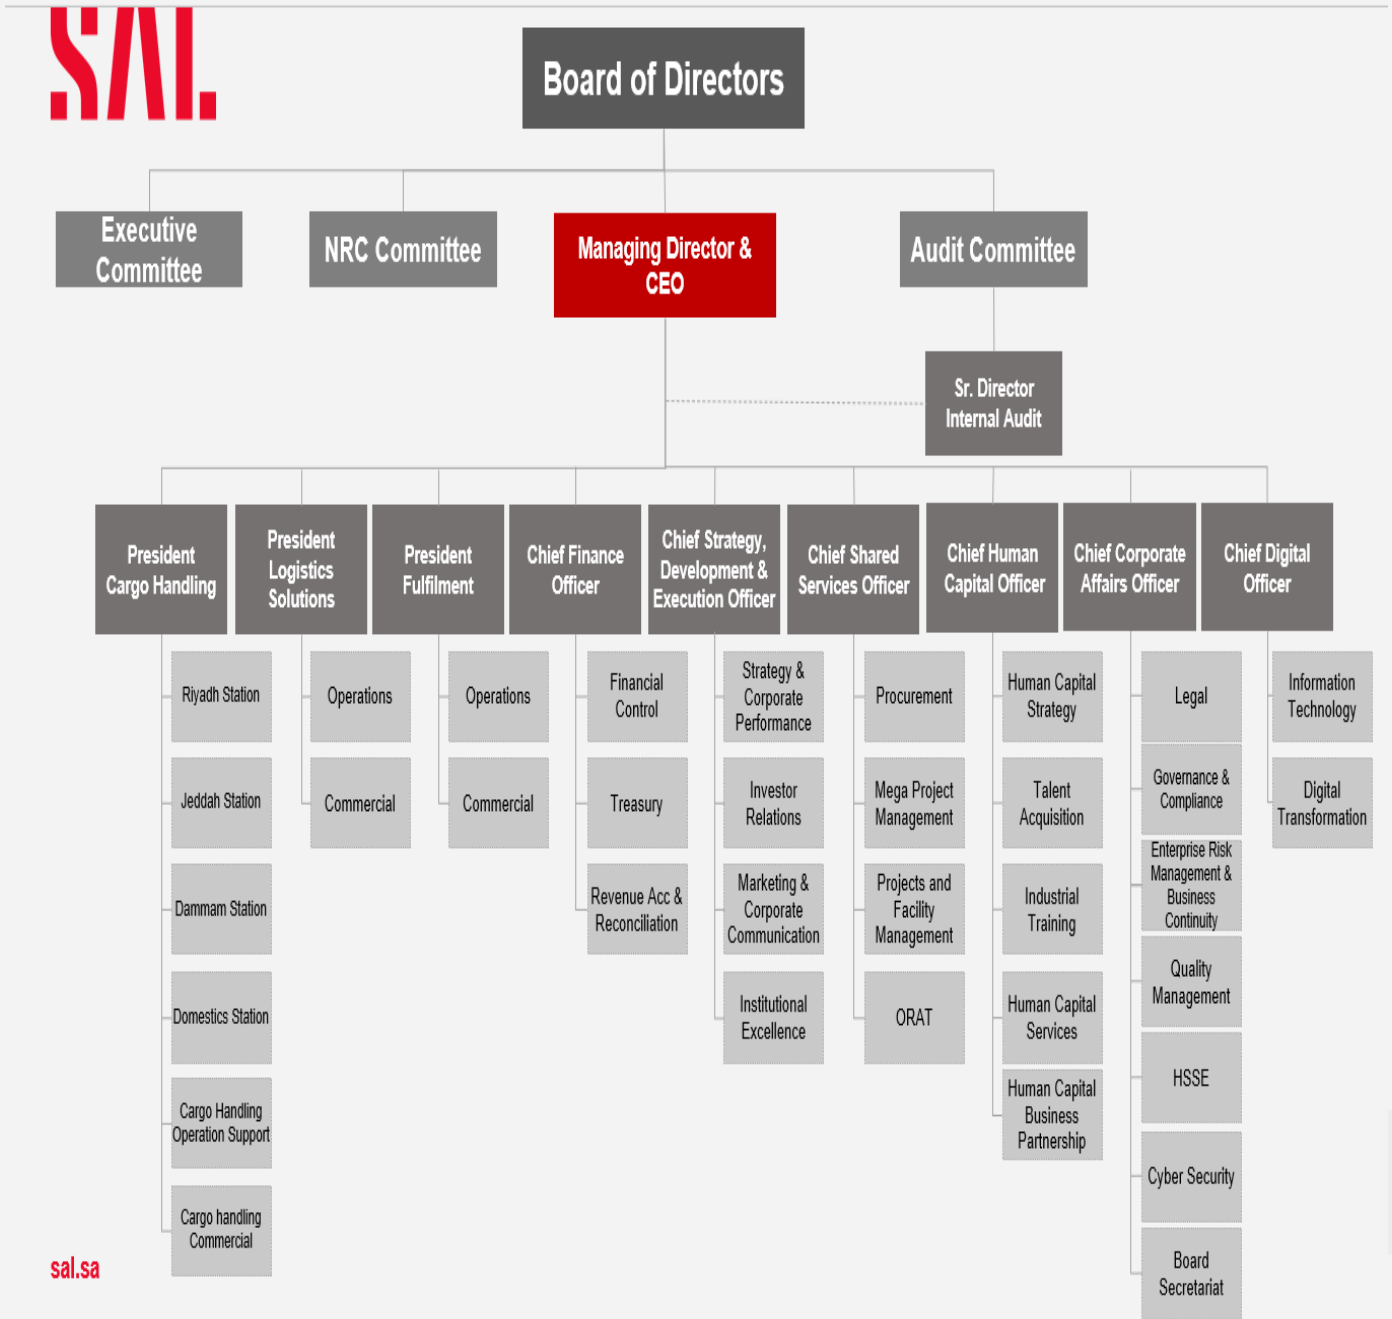 SAL
Board of Directors
Executive
Committee
NRC Committee
Managing Director &
CEO
Audit Committee
Sr. Director
Internal Audit
President
Cargo Handling
President
Logistics
Solutions
President
Fulfilment
Chief Finance
Officer
Chief Strategy,
Development &
Execution Officer
Chief Shared
Services Officer
Chief Human
Capital Officer
Chief Corporate
Affairs Officer
Chief Digital
Officer
Riyadh Station
Jeddah Station
Dammam Station
Domestics Station
Cargo Handling
Operation Support
Cargo handling
Commercial
Operations
Commercial
Operations
Commercial
Financial
Control
Treasury
Revenue Acc &
Reconciliation
Strategy &
Corporate
Performance
Investor
Relations
Marketing &
Corporate
Communication
Institutional
Excellence
Procurement
Mega Project
Management
Projects and
Facility
Management
ORAT
Human Capital
Strategy
Talent
Acquisition
Industrial
Training
Human Capital
Services
Human Capital
Business
Partnership
Legal
Governance &
Compliance
Enterprise Risk
Management &
Business
Continuity
Quality
Management
HSSE
Cyber Security
Board
Secretariat
Information
Technology
Digital
Transformation
sal.sa